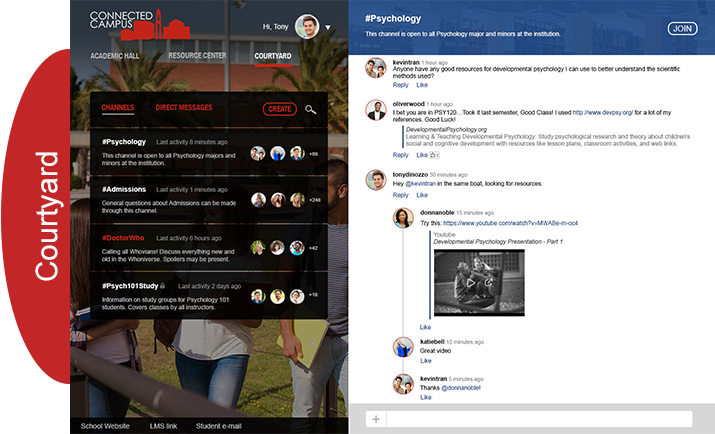 Courtyard
CONNECTED
CAMPUS
Hi, Tony
ACADEMIC HALL
RESOURCE CENTER
COURTYARD
CHANNELS
DIRECT MESSAGES
CREATE
#Psychology Last activity 8 minutes ago
This channel is open to all Psychology majors and
minors at the institution.
+88
#Admissions Last activity 1 minutes ago
General questions about Admissions can be made
through this channel.
+248
#DoctorWho Last activity 6 hours ago
Calling all Whovians! Discuss everything new and
old in the Whoniverse. Spoilers may be present.
+42
#Psych101Study Last activity 2 days ago
Information on study groups for Psychology 101
students. Covers classes by all instructors.
+18
School Website
LMS link
Student e-mail
#Psychology
This channel is open to all Psychology major and minors at the institution.
JOIN
kevintran 1 hour ago
Anyone have any good resources for developmental psychology I can use to better understand the scientific
methods used?
Reply Like
oliverwood 1 hour ago
I bet you are in PSY120...Took it last semester, Good Class! I used http://www.devpsy.org/ for a lot of my
references. Good Luck!
DevelopmentalPsychology.org
Learning & Teaching Developmental Psychology: Study psychological research and theory about children's
social and cognitive development with resources like lesson plans, classroom activities, and web links.
Reply Like
tonydinozzo 30 minutes ago
Hey @kevintran in the same boat, looking for resources.
Reply Like
donnanoble 15 minutes ago
Try this: https://www.youtube.com/watch?v=MWABe-m-oc4
Youtube
Developmental Psychology Presentation - Part 1
Like
katiebell 10 minutes ago
Great video
Like
kevintran 5 minutes ago
Thanks @donnanoble!
Like